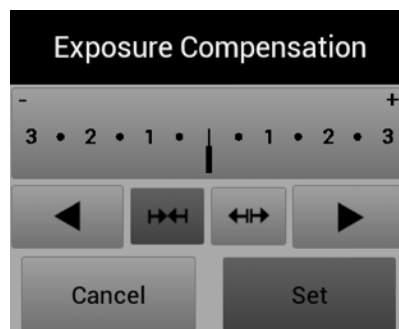 Exposure Compensation
- +
3 • 2 • 1 • | • 1 • 2 • 3
Cancel Set